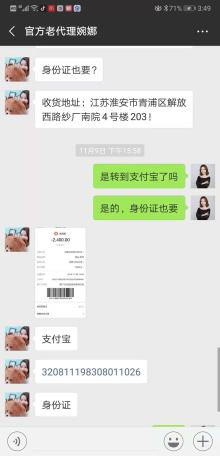 3:49
官方老代理婉娜
身份证也要？
收货地址；江苏淮安市青浦区解放
西路纱厂南院4号楼203！
11月9日 下午15:58
是转到支付宝了吗
是的，身份证也要
-2,400.00
支付宝
320811198308011026
身份证